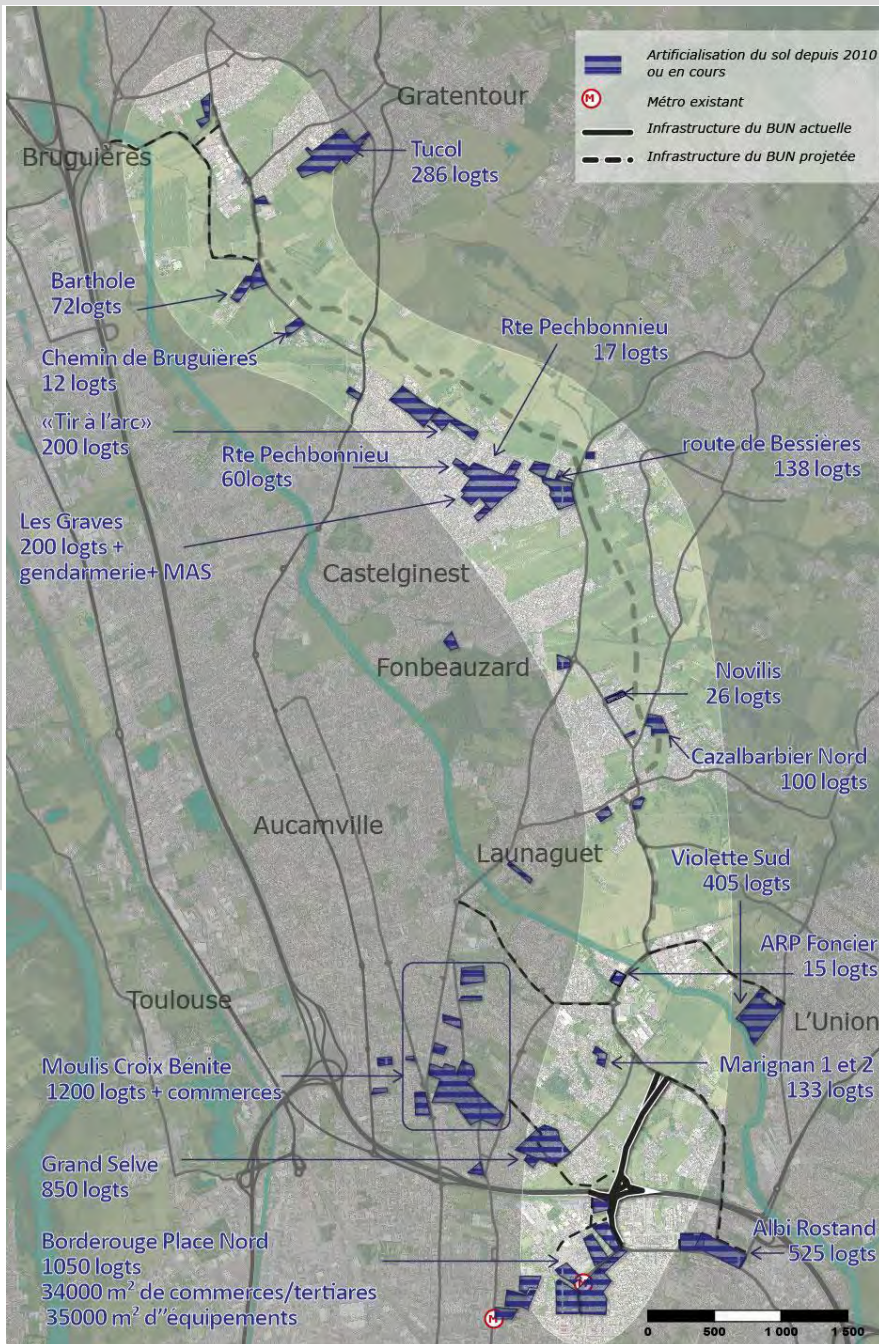 Artificialisation du sol depuis 2010
ou en cours
M
Métro existant
Infrastructure du BUN actuelle
Infrastructure du BUN projetée
Gratentour
Bruguières
Tucol
286 logts
Barthole
72logts
Rte Pechbonnieu
17 logts
Chemin de Bruguières
12 logts
«Tir à l'arc»
200 logts
Rte Pechbonnieu
60logts
route de Bessières
138 logts
Les Graves
200 logts +
gendarmerie+ MAS
Castelginest
Fonbeauzard
Novilis
26 logts
Cazalbarbier Nord
100 logts
Aucamville
Launaguet
Violette Sud
405 logts
ARP Foncier
15 logts
Toulouse
L'Union
Moulis Croix Bénite
1200 logts + commerces
Marignan 1 et 2
133 logts
Grand Selve
850 logts
Albi Rostand
525 logts
Borderouge Place Nord
1050 logts
34000 m² de commerces/tertiares
35000 m² d''équipements
M
M
0 500 1 000 1 500